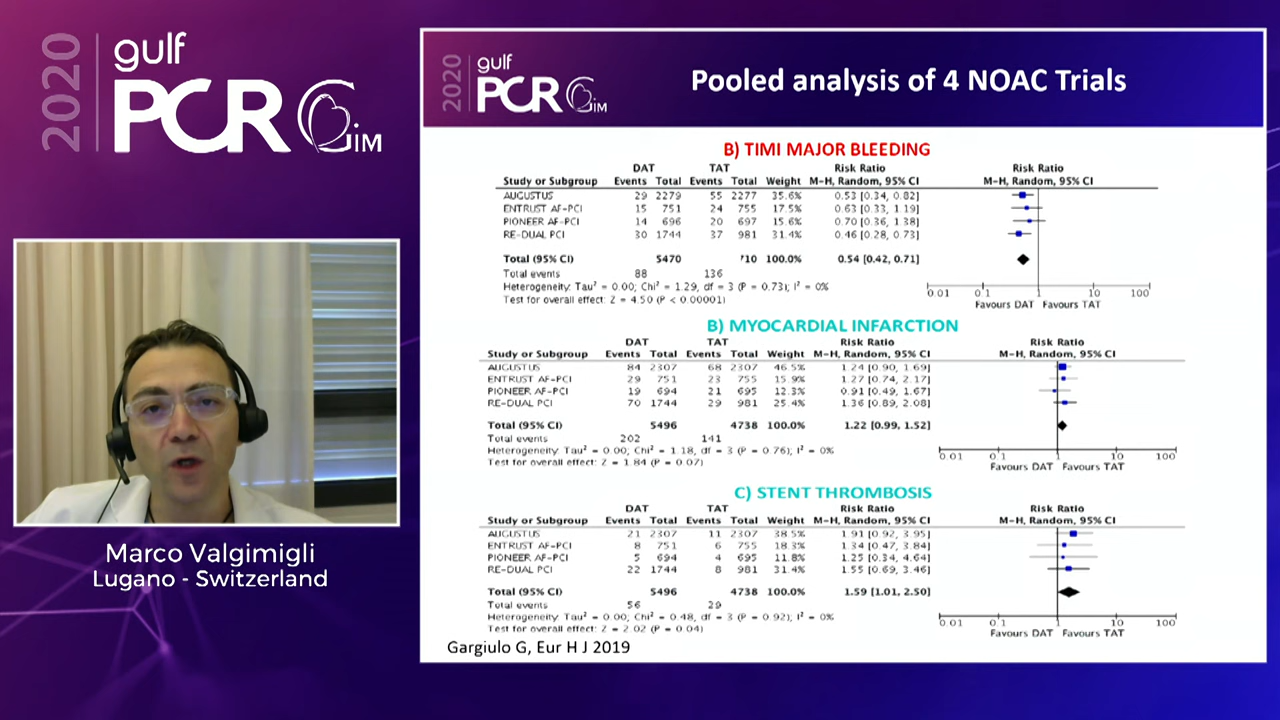 2020
gulf
PCR GIM
Marco Valgimigli
Lugano - Switzerland
2020
gulf
PCR GIM
Pooled analysis of 4 NOAC Trials
B) TIMI MAJOR BLEEDING
DAT TAT Risk Ratio Risk Ratio
Study or Subgroup Events Total Events Total Weight M-H, Random, 95% CI M-H, Random, 95% CI
AUGUSTUS 29 2279 55 2277 35.6% 0.53 [0.34, 0.82]
ENTRUST AF-PCI 15 751 24 755 17.5% 0.63 [0.33, 1.19]
PIONEER AF-PCI 14 696 20 697 15.6% 0.70 [0.36, 1.38]
RE-DUAL PCI 30 1744 37 981 31.4% 0.46 [0.28, 0.73]
Total (95% CI) 5470 710 100.0% 0.54 [0.42, 0.71]
Total events 88 136
Heterogeneity: Tau² = 0.00; Chi² = 1.29, df = 3 (P = 0.73); I² = 0%
Test for overall effect: Z = 4.50 (P < 0.00001)
0.01 0.1 1 10 100
Favours DAT Favours TAT
B) MYOCARDIAL INFARCTION
DAT TAT Risk Ratio Risk Ratio
Study or Subgroup Events Total Events Total Weight M-H, Random, 95% CI M-H, Random, 95% CI
AUGUSTUS 84 2307 68 2307 46.5% 1.24 [0.90, 1.69]
ENTRUST AF-PCI 29 751 23 755 15.9% 1.27 [0.74, 2.17]
PIONEER AF-PCI 19 694 21 695 12.3% 0.91 [0.49, 1.67]
RE-DUAL PCI 70 1744 29 981 25.4% 1.36 [0.89, 2.08]
Total (95% CI) 5496 4738 100.0% 1.22 [0.99, 1.52]
Total events 202 141
Heterogeneity: Tau² = 0.00; Chi² = 1.18, df = 3 (P = 0.76); I² = 0%
Test for overall effect: Z = 1.84 (P = 0.07)
0.01 0.1 1 10 100
Favours DAT Favours TAT
C) STENT THROMBOSIS
DAT TAT Risk Ratio Risk Ratio
Study or Subgroup Events Total Events Total Weight M-H, Random, 95% CI M-H, Random, 95% CI
AUGUSTUS 21 2307 11 2307 38.5% 1.91 [0.92, 3.95]
ENTRUST AF-PCI 8 751 6 755 18.3% 1.34 [0.47, 3.84]
PIONEER AF-PCI 5 694 4 695 11.8% 1.25 [0.34, 4.64]
RE-DUAL PCI 22 1744 8 981 31.4% 1.55 [0.69, 3.46]
Total (95% CI) 5496 4738 100.0% 1.59 [1.01, 2.50]
Total events 56 29
Heterogeneity: Tau² = 0.00; Chi² = 0.48, df = 3 (P = 0.92); I² = 0%
Test for overall effect: Z = 2.02 (P = 0.04)
0.01 0.1 1 10 100
Favours DAT Favours TAT
Gargiulo G, Eur H J 2019